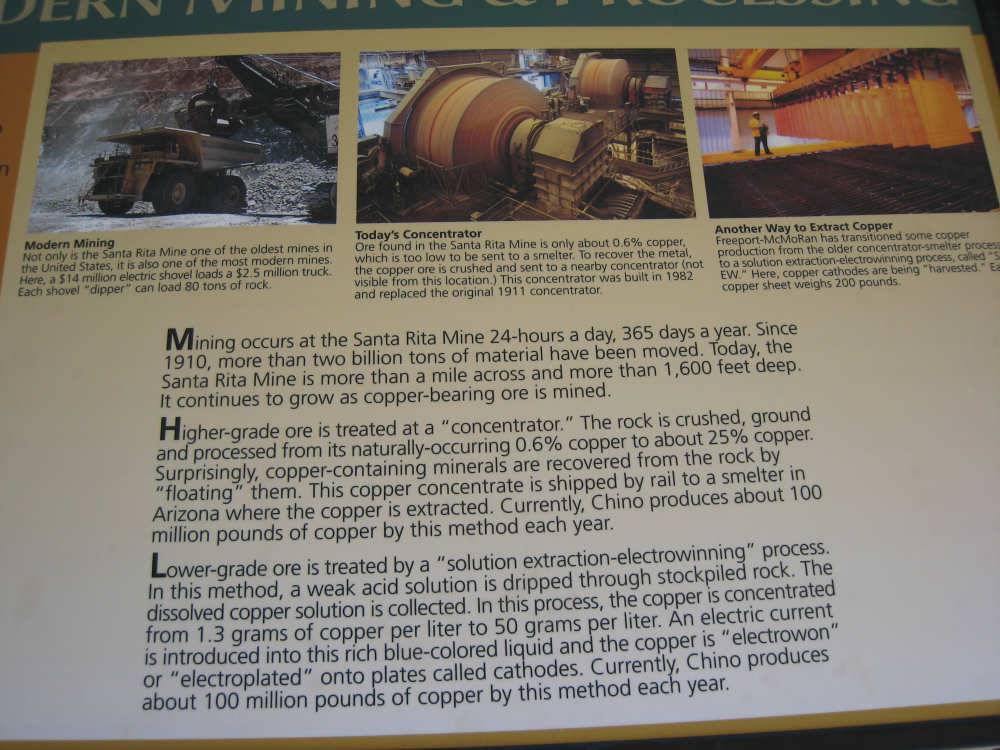 MINING & PROCESSING
Modern Mining
Not only is the Santa Rita Mine one of the oldest mines in
the United States, it is also one of the most modern mines.
Here, a $14 million electric shovel loads a $2.5 million truck.
Each shovel "dipper" can load 80 tons of rock.
Today's Concentrator
Ore found in the Santa Rita Mine is only about 0.6% copper,
which is too low to be sent to a smelter. To recover the metal,
the copper ore is crushed and sent to a nearby concentrator (not
visible from this location.) This concentrator was built in 1982
and replaced the original 1911 concentrator.
Another Way to Extract Copper
Freeport-McMoRan has transitioned some copper
production from the older concentrator-smelter process
to a solution extraction-electrowinning process, called
EW." Here, copper cathodes are being "harvested."
copper sheet weighs 200 pounds.
Mining occurs at the Santa Rita Mine 24-hours a day, 365 days a year. Since
1910, more than two billion tons of material have been moved. Today, the
Santa Rita Mine is more than a mile across and more than 1,600 feet deep.
It continues to grow as copper-bearing ore is mined.
Higher-grade ore is treated at a "concentrator." The rock is crushed, ground
and processed from its naturally-occurring 0.6% copper to about 25% copper.
Surprisingly, copper-containing minerals are recovered from the rock by
"floating" them. This copper concentrate is shipped by rail to a smelter in
Arizona where the copper is extracted. Currently, Chino produces about 100
million pounds of copper by this method each year.
Lower-grade ore is treated by a "solution extraction-electrowinning" process.
In this method, a weak acid solution is dripped through stockpiled rock. The
dissolved copper solution is collected. In this process, the copper is concentrated
from 1.3 grams of copper per liter to 50 grams per liter. An electric current
is introduced into this rich blue-colored liquid and the copper is "electrowon"
or "electroplated" onto plates called cathodes. Currently, Chino produces
about 100 million pounds of copper by this method each year.